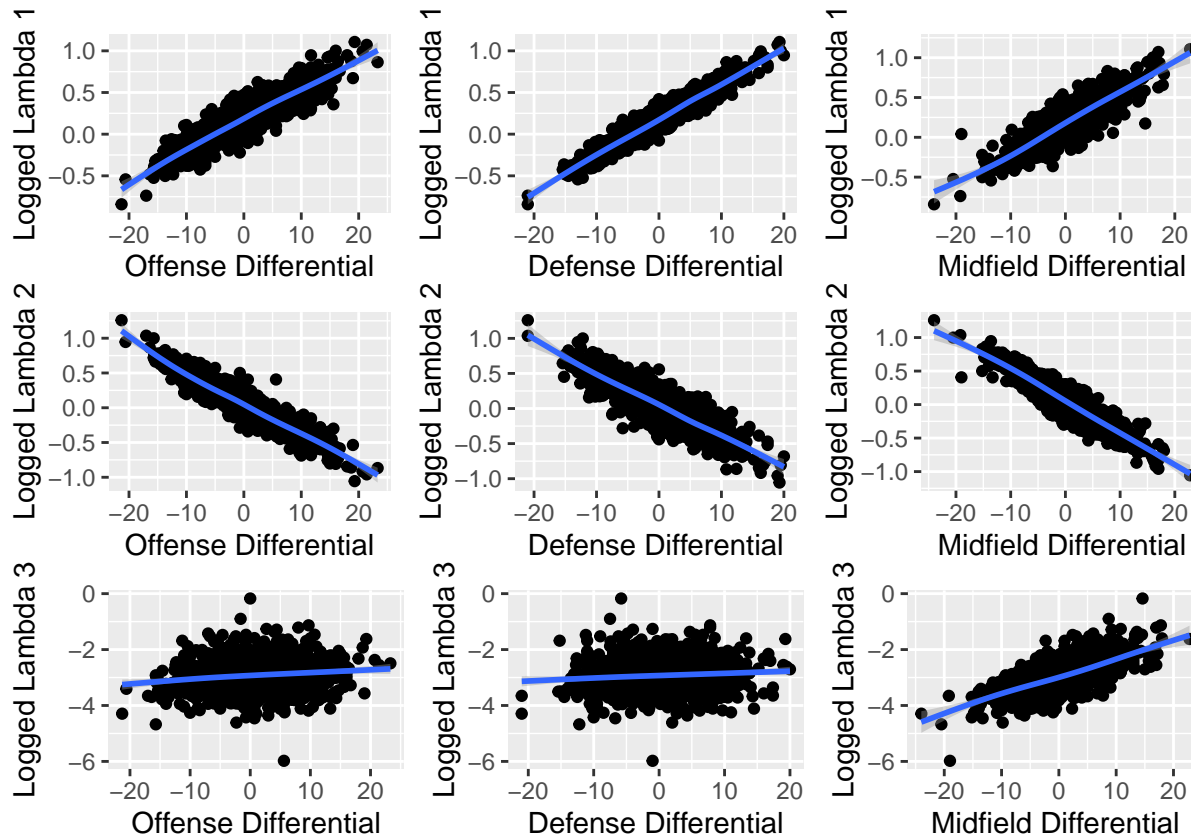 Logged Lambda 1
1.0
0.5
0.0
−0.5
−20 −10 0 10 20
Offense Differential
Logged Lambda 1
1.0
0.5
0.0
−0.5
−20 −10 0 10 20
Defense Differential
Logged Lambda 1
1.0
0.5
0.0
−0.5
−20 −10 0 10 20
Midfield Differential
Logged Lambda 2
1.0
0.5
0.0
−0.5
−1.0
−20 −10 0 10 20
Offense Differential
Logged Lambda 2
1.0
0.5
0.0
−0.5
−1.0
−20 −10 0 10 20
Defense Differential
Logged Lambda 2
1.0
0.5
0.0
−0.5
−1.0
−20 −10 0 10 20
Midfield Differential
Logged Lambda 3
0
−2
−4
−6
−20 −10 0 10 20
Offense Differential
Logged Lambda 3
0
−2
−4
−6
−20 −10 0 10 20
Defense Differential
Logged Lambda 3
0
−2
−4
−6
−20 −10 0 10 20
Midfield Differential